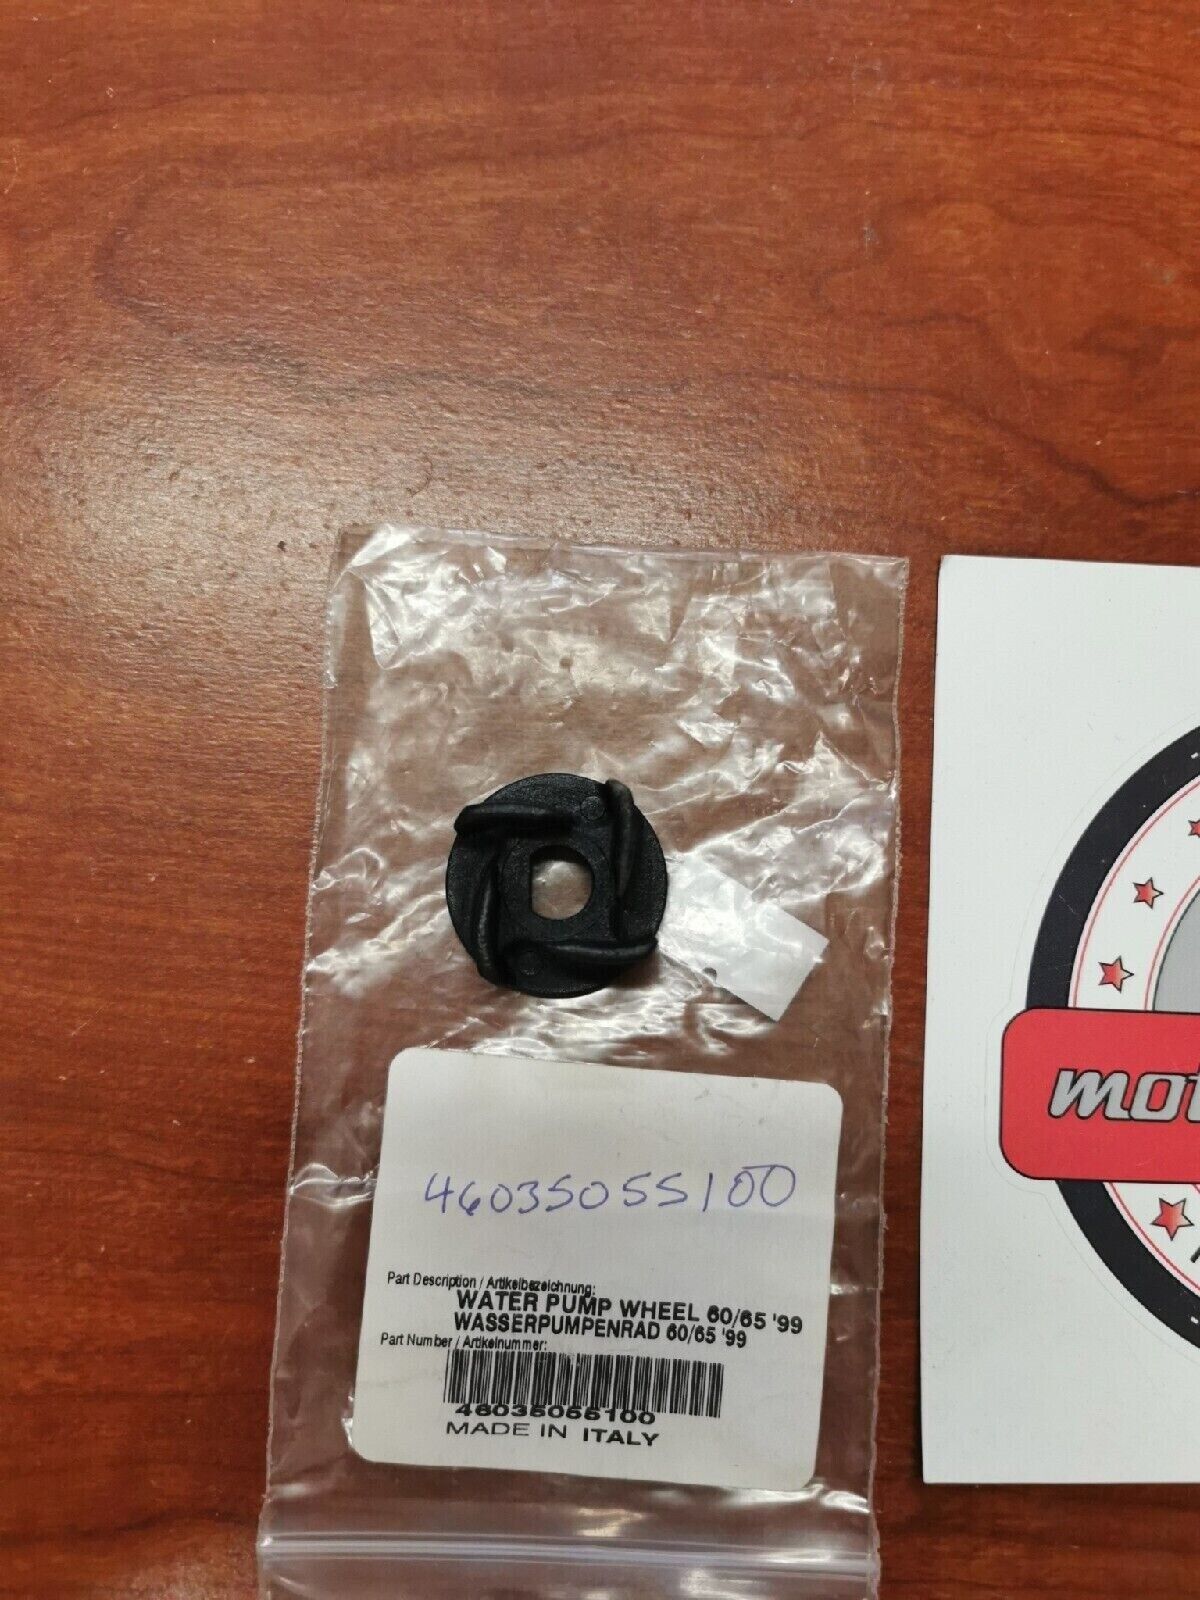 46035055100
Part Description / Artikelbezeichnung:
WATER PUMP WHEEL 60/65 '99
WASSERPUMPENRAD 60/65 '99
Part Number / Artikelnummer:
46035055100
MADE IN ITALY
mot